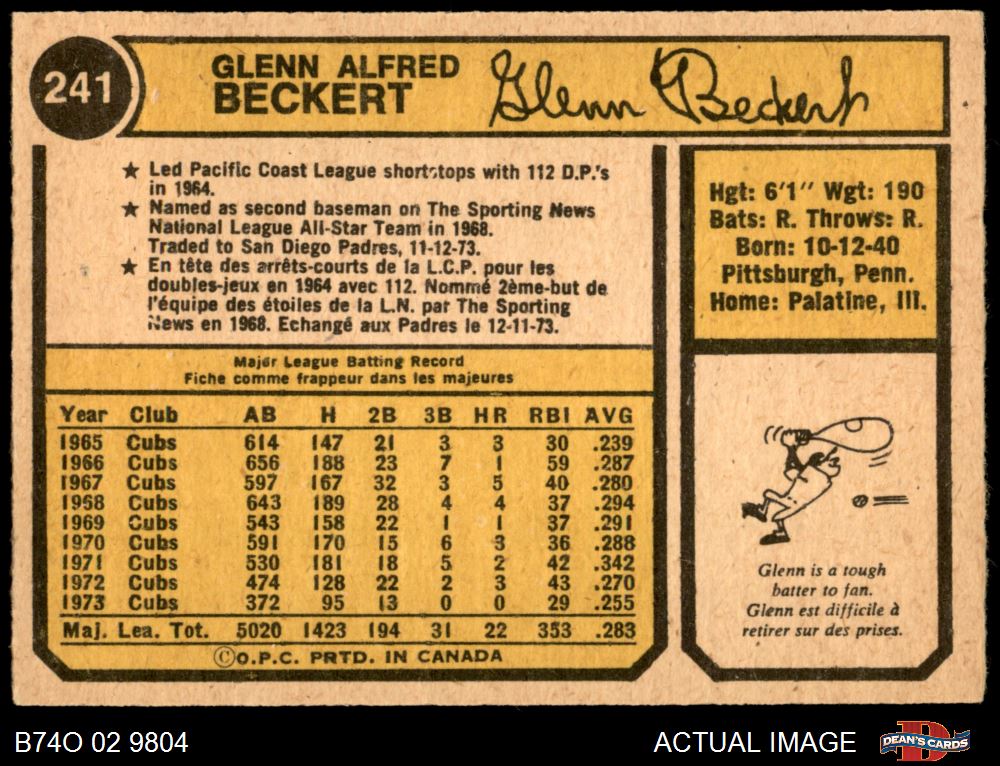 241
GLENN ALFRED
BECKERT
Glenn Beckert
★ Led Pacific Coast League shortstops with 112 D.P.'s
in 1964.
★ Named as second baseman on The Sporting News
National League All-Star Team in 1968.
Traded to San Diego Padres, 11-12-73.
★ En tête des arrêts-courts de la L.C.P. pour les
doubles-jeux en 1964 avec 112. Nommé 2ème-but de
l'équipe des étoiles de la L.N. par The Sporting
News en 1968. Echangé aux Padres le 12-11-73.
Hgt: 6'1" Wgt: 190
Bats: R. Throws: R.
Born: 10-12-40
Pittsburgh, Penn.
Home: Palatine, Ill.
Major League Batting Record
Fiche comme frappeur dans les majeures
Year Club AB H 2B 3B HR RBI AVG
1965 Cubs 614 147 21 3 3 30 .239
1966 Cubs 656 188 23 7 1 59 .287
1967 Cubs 597 167 32 3 5 40 .280
1968 Cubs 643 189 28 4 4 37 .294
1969 Cubs 543 158 22 1 1 37 .291
1970 Cubs 591 170 15 6 3 36 .288
1971 Cubs 530 181 18 5 2 42 .342
1972 Cubs 474 128 22 2 3 43 .270
1973 Cubs 372 95 13 0 0 29 .255
Maj. Lea. Tot. 5020 1423 194 31 22 353 .283
©O.P.C. PRTD. IN CANADA
Glenn is a tough
batter to fan.
Glenn est difficile à
retirer sur des prises.
B74O 02 9804
ACTUAL IMAGE
DEAN'S CARDS